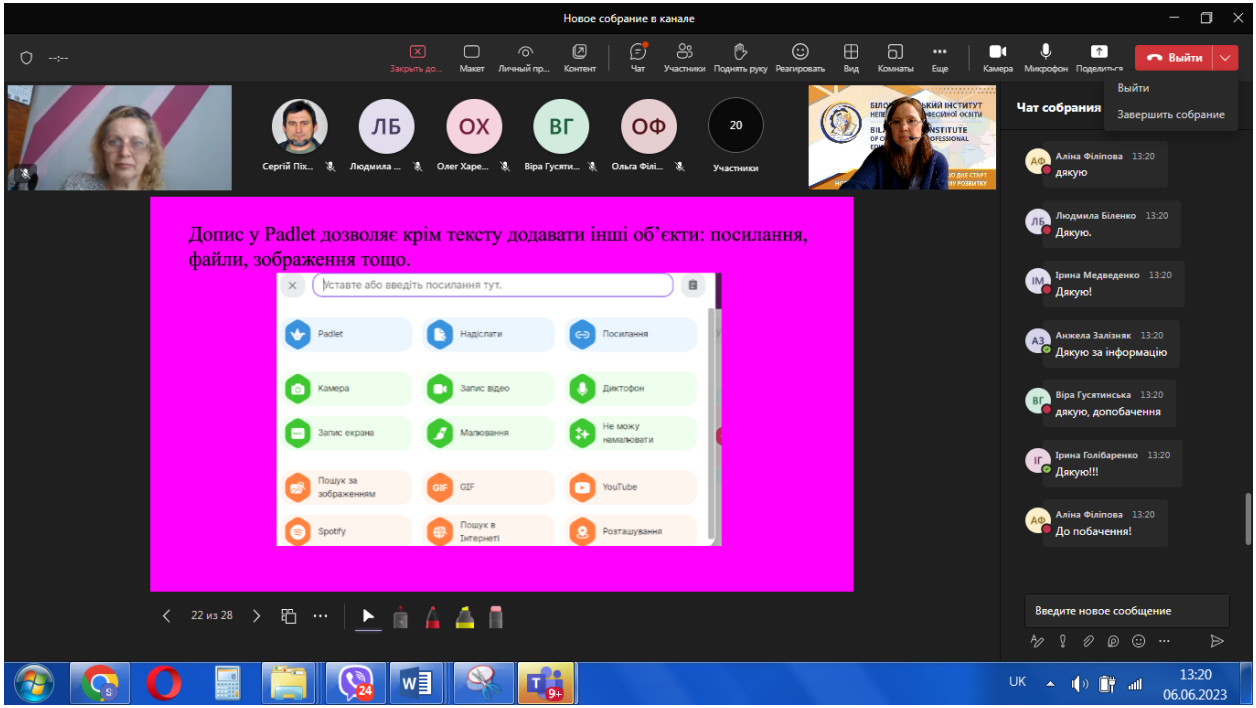 Новое собрание в канале
--:--
Закрыть до...
Макет
Личный пр...
Контент
Чат
Участники
Поднять руку
Реагировать
Вид
Комнаты
Еще
Камера
Микрофон
Поделиться
Выйти
Выйти
Завершить собрание
Сергій Піх...
ЛБ
Людмила ...
ОХ
Олег Харе...
ВГ
Віра Гусяти...
ОФ
Ольга Філі...
20
Участники
Допис у Padlet дозволяє крім тексту додавати інші об’єкти: посилання,
файли, зображення тощо.
Уставте або введіть посилання тут.
Padlet
Надіслати
Посилання
Камера
Запис відео
Диктофон
Запис екрана
Малювання
Не можу
намалювати
Пошук за
зображенням
GIF
GIF
YouTube
Spotify
Пошук в
Інтернеті
Розташування
22 из 28
Чат собрания
АФ
Аліна Філіпова 13:20
дякую
ЛБ
Людмила Біленко 13:20
Дякую.
ІМ
Ірина Медведенко 13:20
Дякую!
АЗ
Анжела Залізняк 13:20
Дякую за інформацію
ВГ
Віра Гусятинська 13:20
дякую, допобачення
ІГ
Ірина Голібаренко 13:20
Дякую!!!
АФ
Аліна Філіпова 13:20
До побачення!
Введите новое сообщение
24
W
T
9+
UK
13:20
06.06.2023